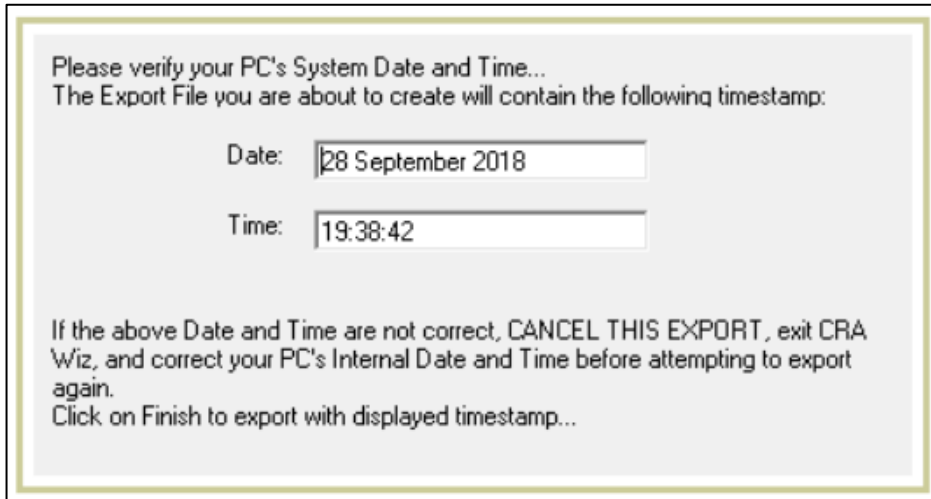 Please verify your PC's System Date and Time...
The Export File you are about to create will contain the following timestamp:
Date: 28 September 2018
Time: 19:38:42
If the above Date and Time are not correct, CANCEL THIS EXPORT, exit CRA
Wiz, and correct your PC's Internal Date and Time before attempting to export
again.
Click on Finish to export with displayed timestamp...